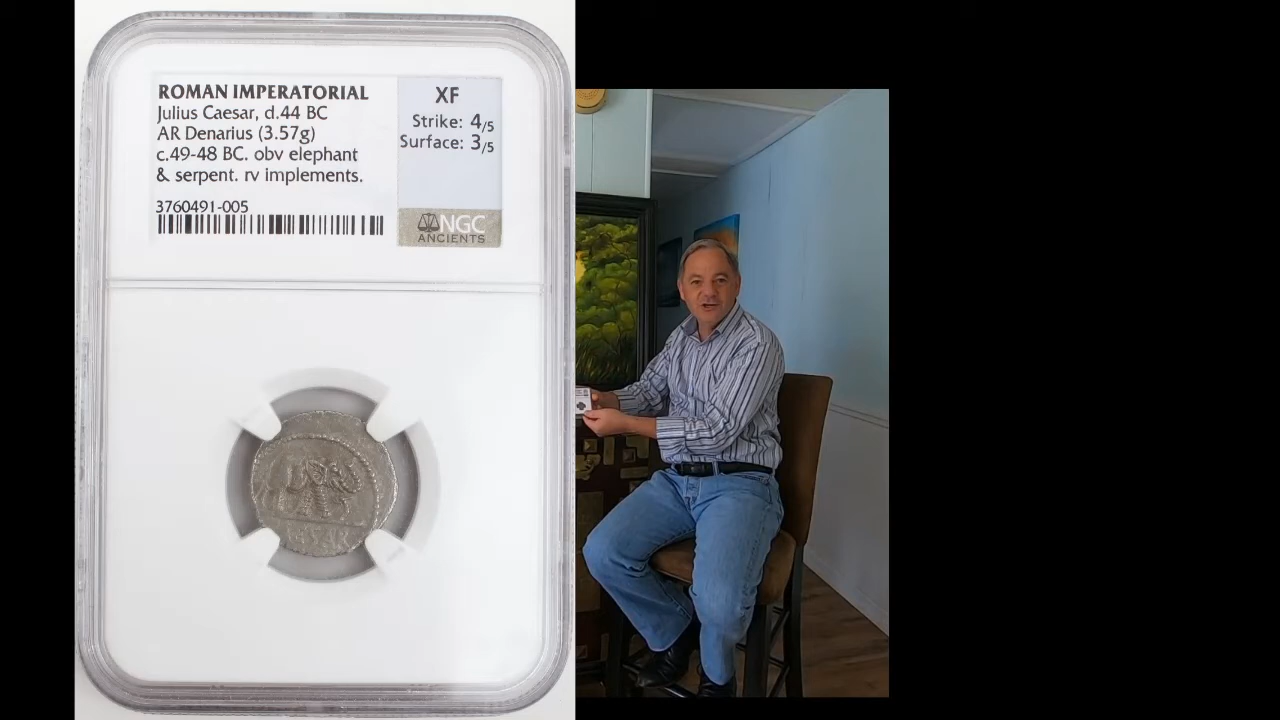 ROMAN IMPERATORIAL
Julius Caesar, d.44 BC
AR Denarius (3.57g)
c.49-48 BC. obv elephant
& serpent. rv implements.
3760491-005
XF
Strike: 4/5
Surface: 3/5
NGC
ANCIENTS